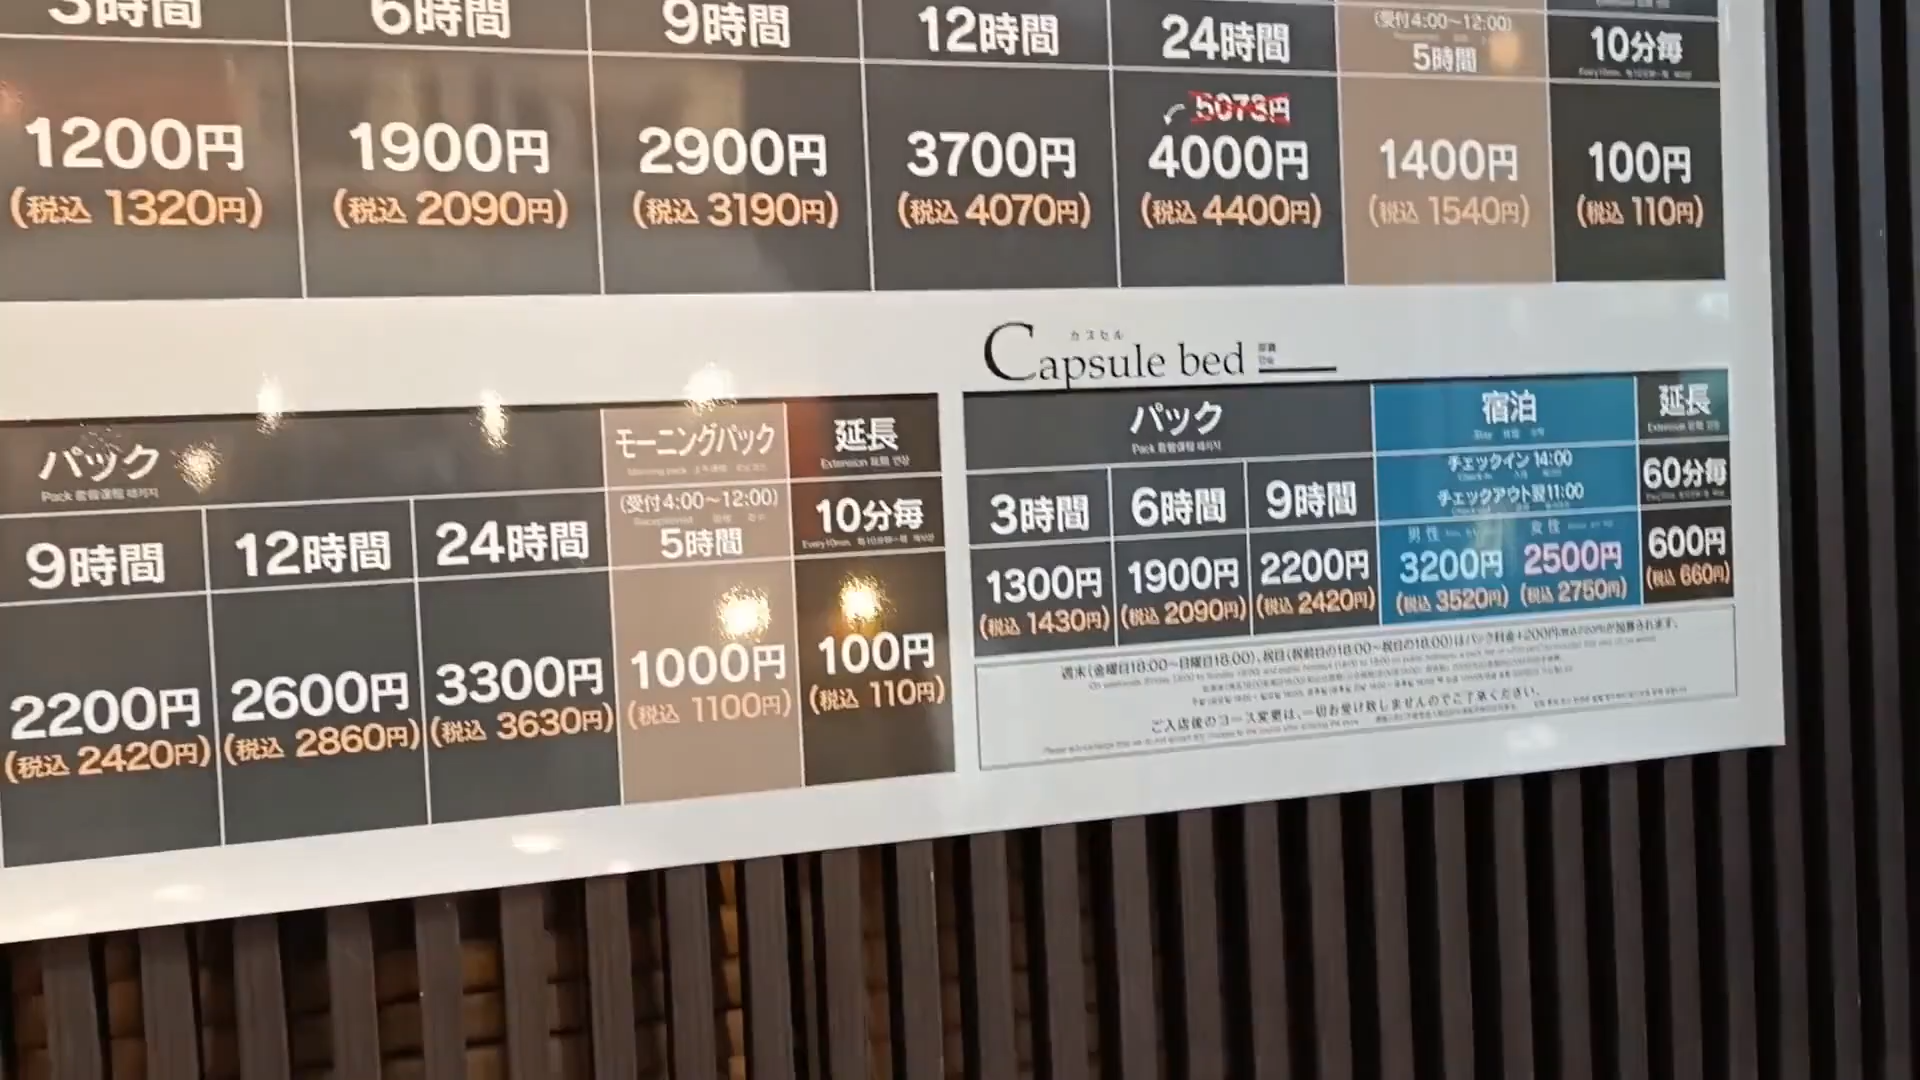 3時間 6時間 9時間 12時間 24時間 (受付4:00～12:00) 5時間 10分毎
5073円
1200円 1900円 2900円 3700円 4000円 1400円 100円
(税込 1320円) (税込 2090円) (税込 3190円) (税込 4070円) (税込 4400円) (税込 1540円) (税込 110円)
パック モーニングパック 延長
9時間 12時間 24時間 (受付4:00～12:00) 5時間 10分毎
2200円 2600円 3300円 1000円 100円
(税込 2420円) (税込 2860円) (税込 3630円) (税込 1100円) (税込 110円)
カプセル
Capsule bed
パック 宿泊 延長
チェックイン 14:00
チェックアウト 翌11:00
3時間 6時間 9時間 男性 女性 60分毎
1300円 1900円 2200円 3200円 2500円 600円
(税込 1430円) (税込 2090円) (税込 2420円) (税込 3520円) (税込 2750円) (税込 660円)
週末(金曜日18:00～日曜日18:00)、祝日(祝前日の18:00～祝日の18:00)はパック料金+200円 が加算されます。
ご入店後のコース変更は、一切お受け致しませんのでご了承ください。